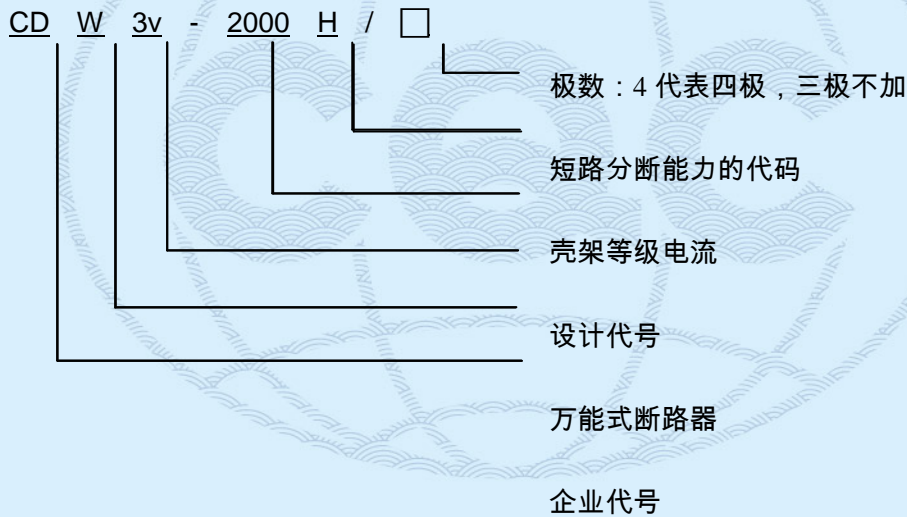 CD W 3v - 2000 H / □
极数：4 代表四极，三极不加
短路分断能力的代码
壳架等级电流
设计代号
万能式断路器
企业代号
cqc